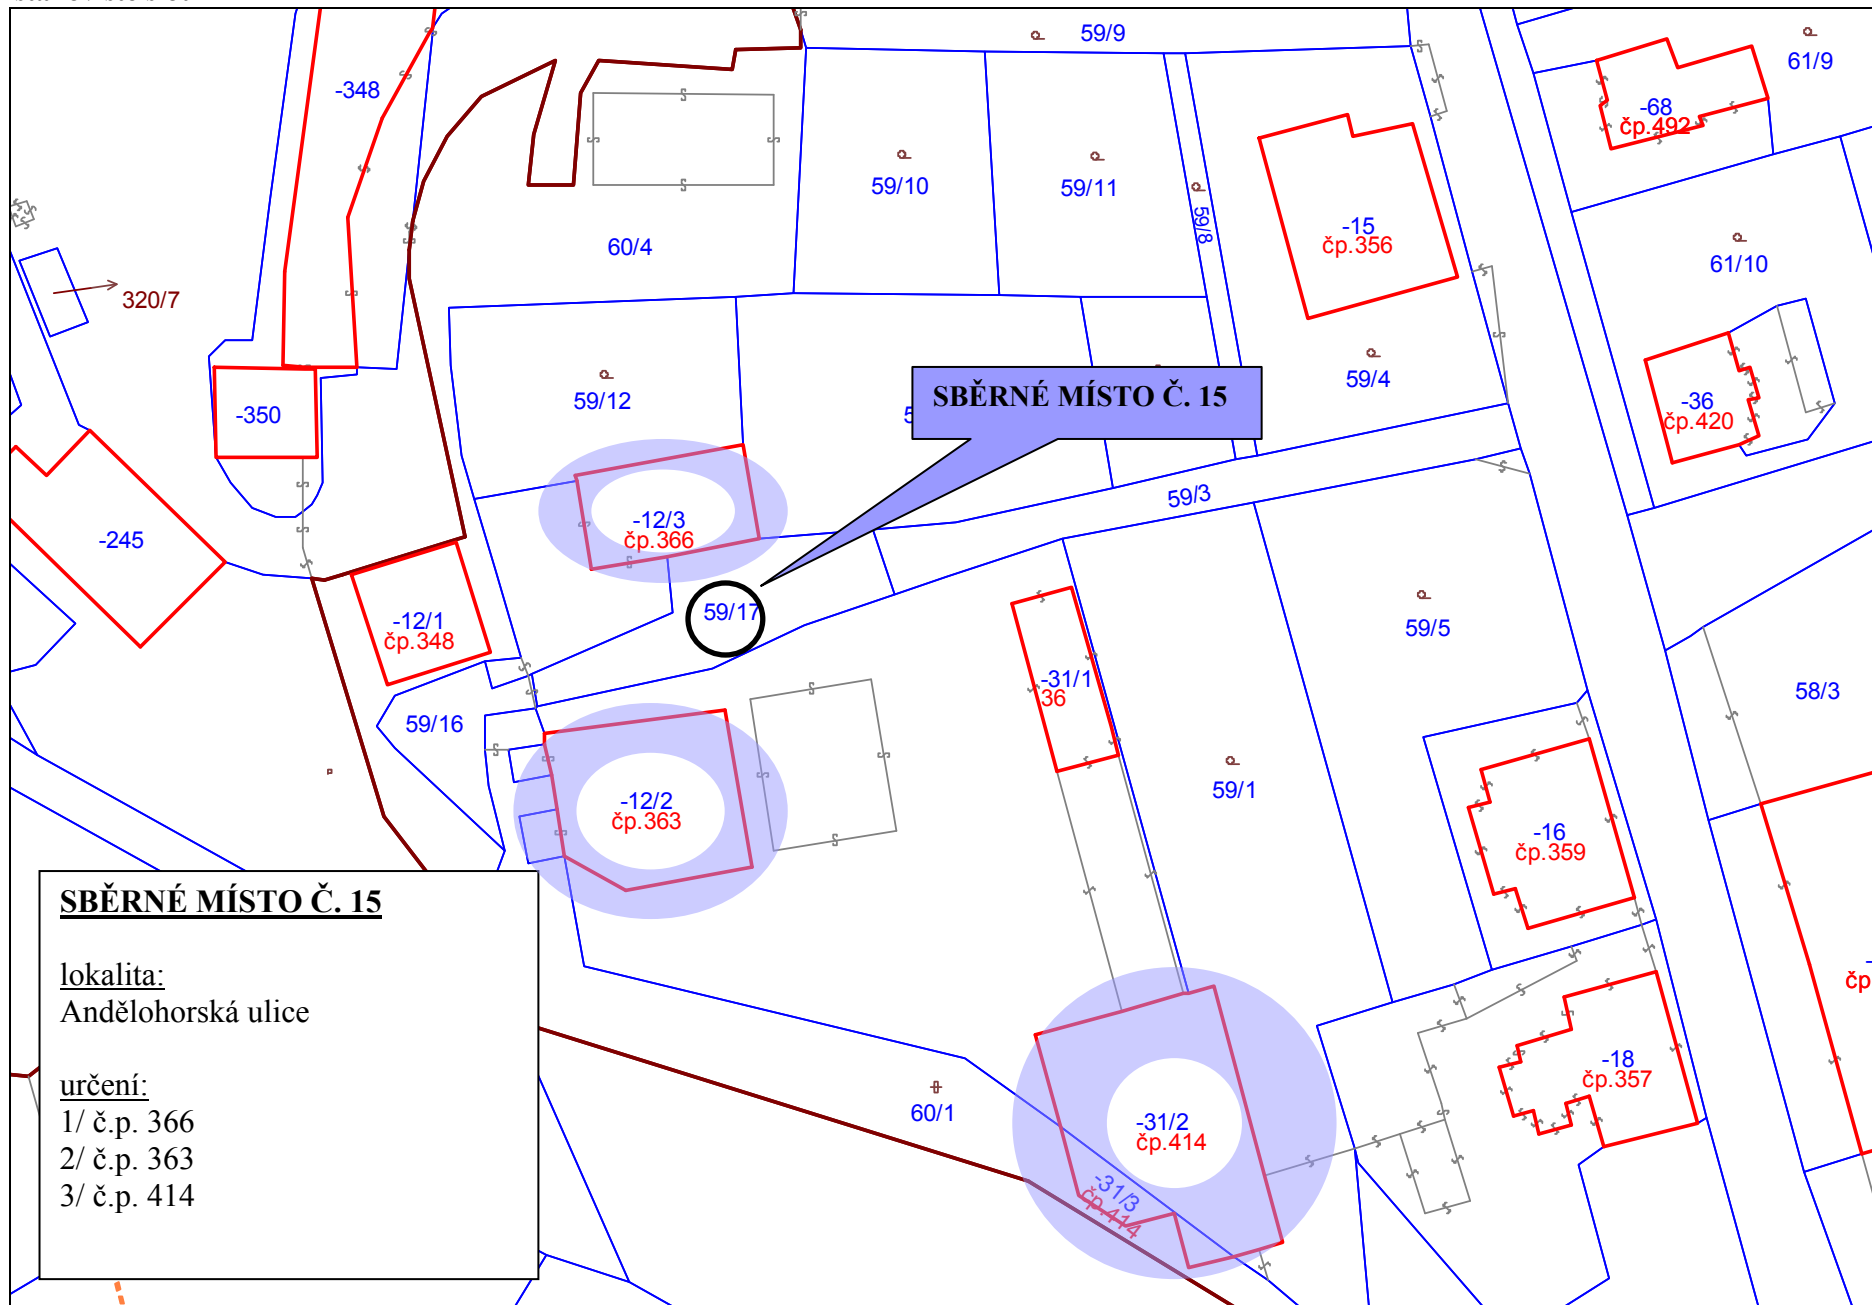 59/9
61/9
-348
-68
čp.492
59/10
59/11
59/8
-15
čp.356
60/4
61/10
320/7
59/12
59/4
SBĚRNÉ MÍSTO Č. 15
-350
-36
čp.420
59/3
-12/3
čp.366
-245
59/17
-12/1
čp.348
59/5
-31/1
36
58/3
59/16
59/1
-12/2
čp.363
-16
čp.359
SBĚRNÉ MÍSTO Č. 15
lokalita:
Andělohorská ulice
určení:
1/ č.p. 366
2/ č.p. 363
3/ č.p. 414
čp
-18
čp.357
60/1
-31/2
čp.414
-31/3
čp.414